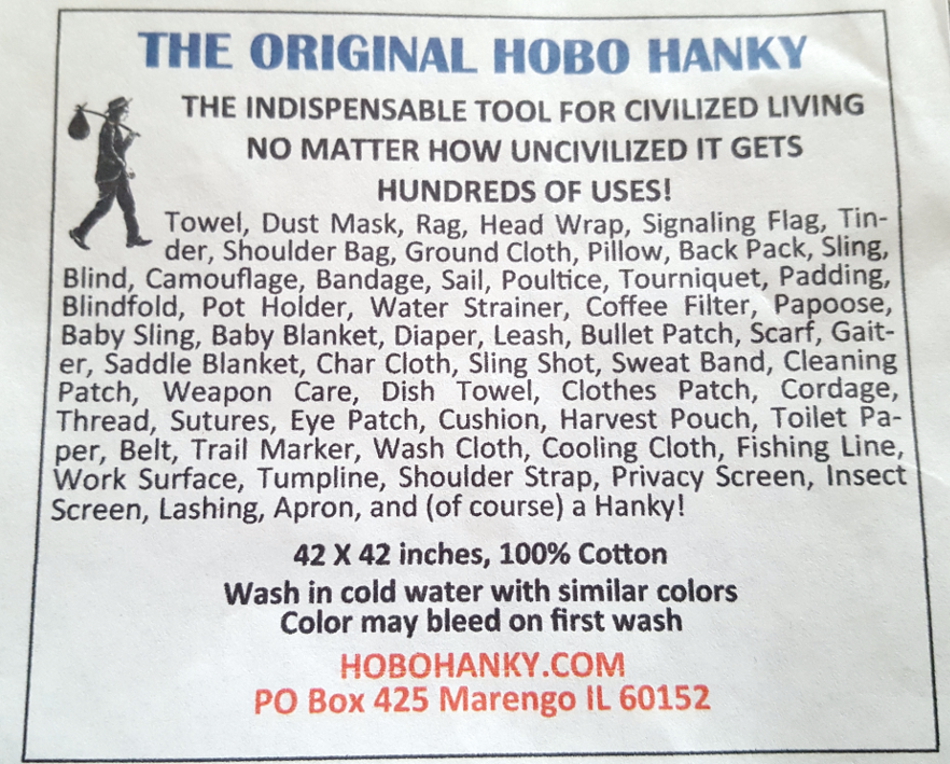 THE ORIGINAL HOBO HANKY
THE INDISPENSABLE TOOL FOR CIVILIZED LIVING
NO MATTER HOW UNCIVILIZED IT GETS
HUNDREDS OF USES!
Towel, Dust Mask, Rag, Head Wrap, Signaling Flag, Tin-
der, Shoulder Bag, Ground Cloth, Pillow, Back Pack, Sling,
Blind, Camouflage, Bandage, Sail, Poultice, Tourniquet, Padding,
Blindfold, Pot Holder, Water Strainer, Coffee Filter, Papoose,
Baby Sling, Baby Blanket, Diaper, Leash, Bullet Patch, Scarf, Gait-
er, Saddle Blanket, Char Cloth, Sling Shot, Sweat Band, Cleaning
Patch, Weapon Care, Dish Towel, Clothes Patch, Cordage,
Thread, Sutures, Eye Patch, Cushion, Harvest Pouch, Toilet Pa-
per, Belt, Trail Marker, Wash Cloth, Cooling Cloth, Fishing Line,
Work Surface, Tumpline, Shoulder Strap, Privacy Screen, Insect
Screen, Lashing, Apron, and (of course) a Hanky!
42 X 42 inches, 100% Cotton
Wash in cold water with similar colors
Color may bleed on first wash
HOBOHANKY.COM
PO Box 425 Marengo IL 60152